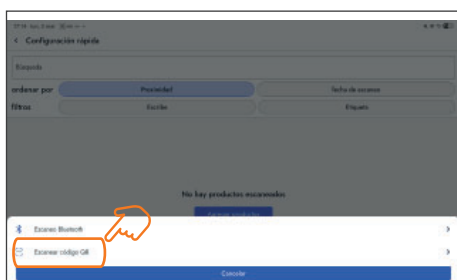 Configuración rápida
Búsqueda
ordenar por Proximidad fecha de escaneo
filtros Escriba Etiqueta
No hay productos escaneados
Escaneo Bluetooth
Escanear código QR
Cancelar